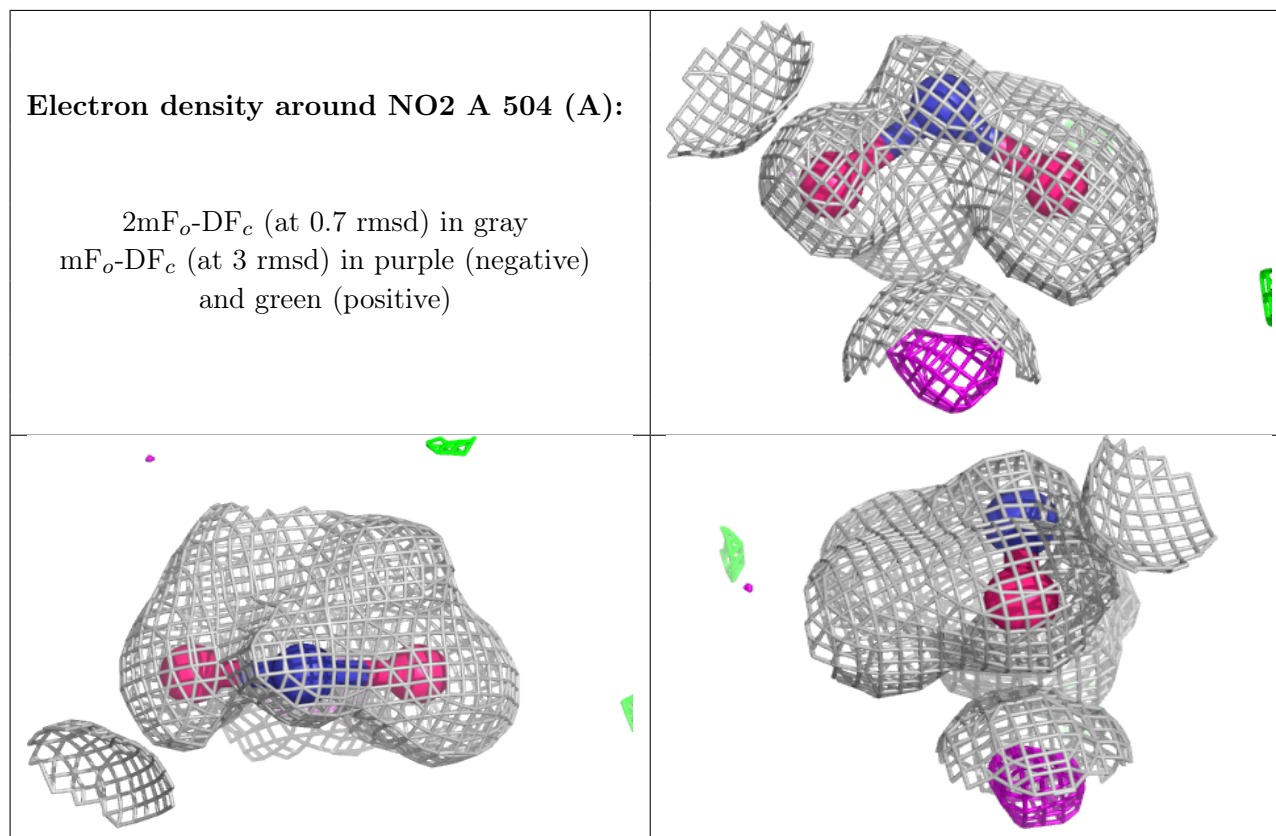 Electron density around NO2 A 504 (A):
2mFₒ-DF𝒸 (at 0.7 rmsd) in gray
mFₒ-DF𝒸 (at 3 rmsd) in purple (negative)
and green (positive)